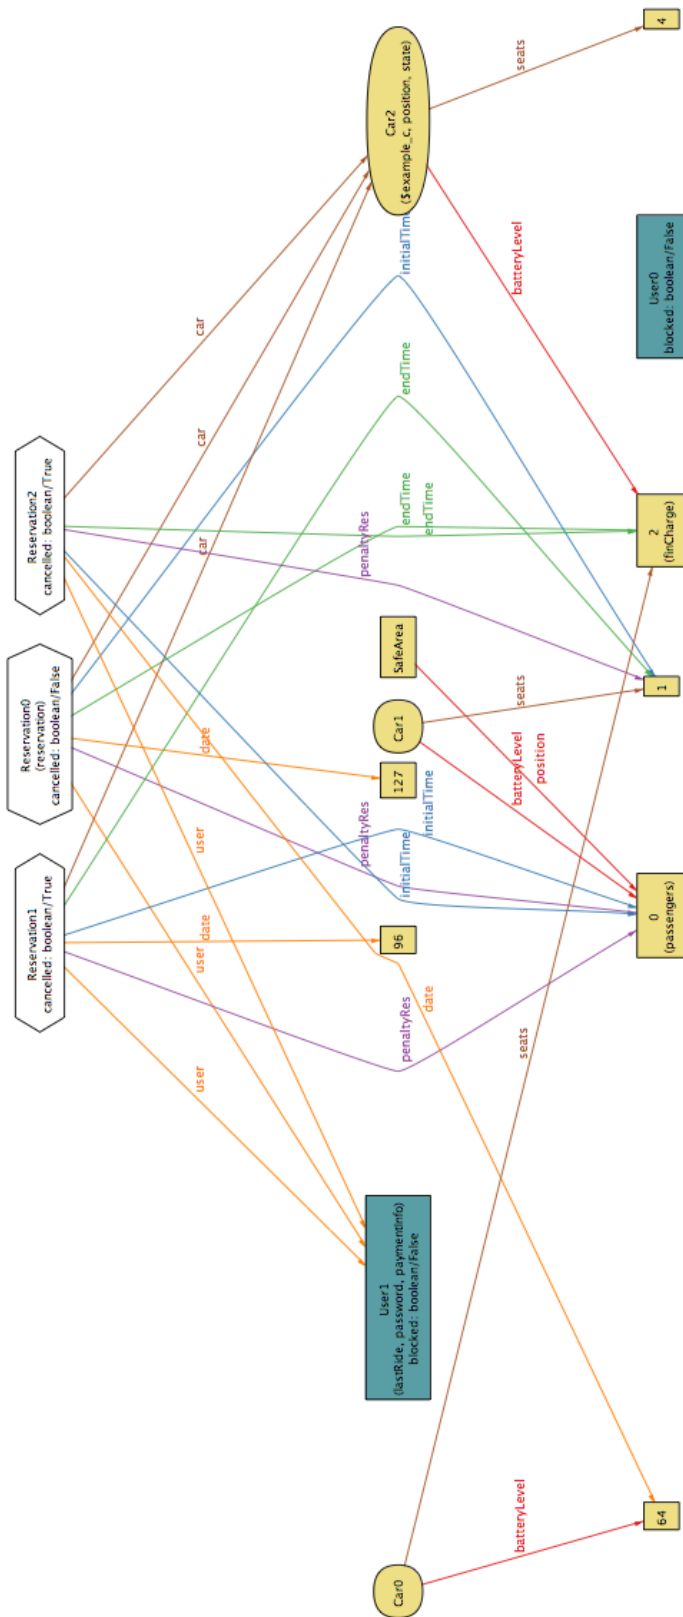 Reservation1
cancelled: boolean/True
Reservation0
(reservation)
cancelled: boolean/False
Reservation2
cancelled: boolean/True
user
user
date
user
date
car
car
car
Car0
User1
(lastRide, password, paymentInfo)
blocked: boolean/False
penaltyRes
96
date
initialTime
penaltyRes
initialTime
127
Car1
SafeArea
penaltyRes
endTime
endTime
endTime
initialTime
Car2
($example_c, position, state)
batteryLevel
seats
batteryLevel
position
seats
batteryLevel
seats
64
0
(passengers)
1
2
(finCharge)
User0
blocked: boolean/False
4